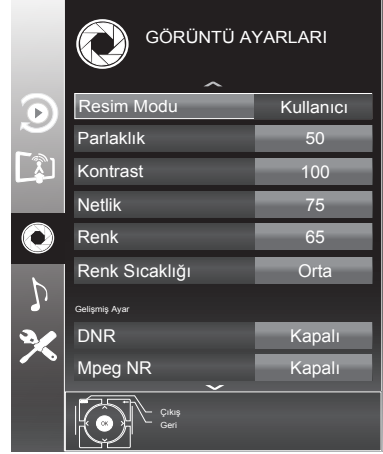 GÖRÜNTÜ AYARLARI
Resim Modu Kullanıcı
Parlaklık 50
Kontrast 100
Netlik 75
Renk 65
Renk Sıcaklığı Orta
Gelişmiş Ayar
DNR Kapalı
Mpeg NR Kapalı
Çıkış
OK Geri